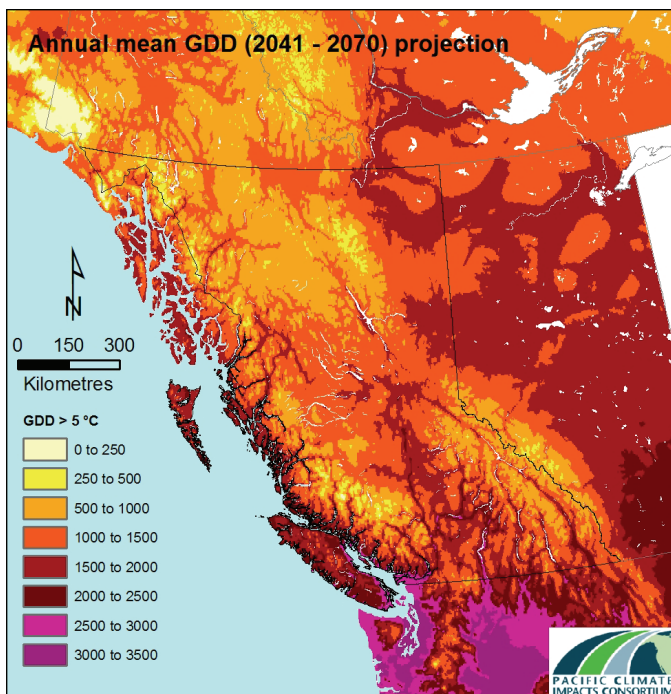 Annual mean GDD (2041 - 2070) projection
N
0 150 300
Kilometres
GDD > 5 °C
0 to 250
250 to 500
500 to 1000
1000 to 1500
1500 to 2000
2000 to 2500
2500 to 3000
3000 to 3500
PACIFIC CLIMATE
IMPACTS CONSORTIUM